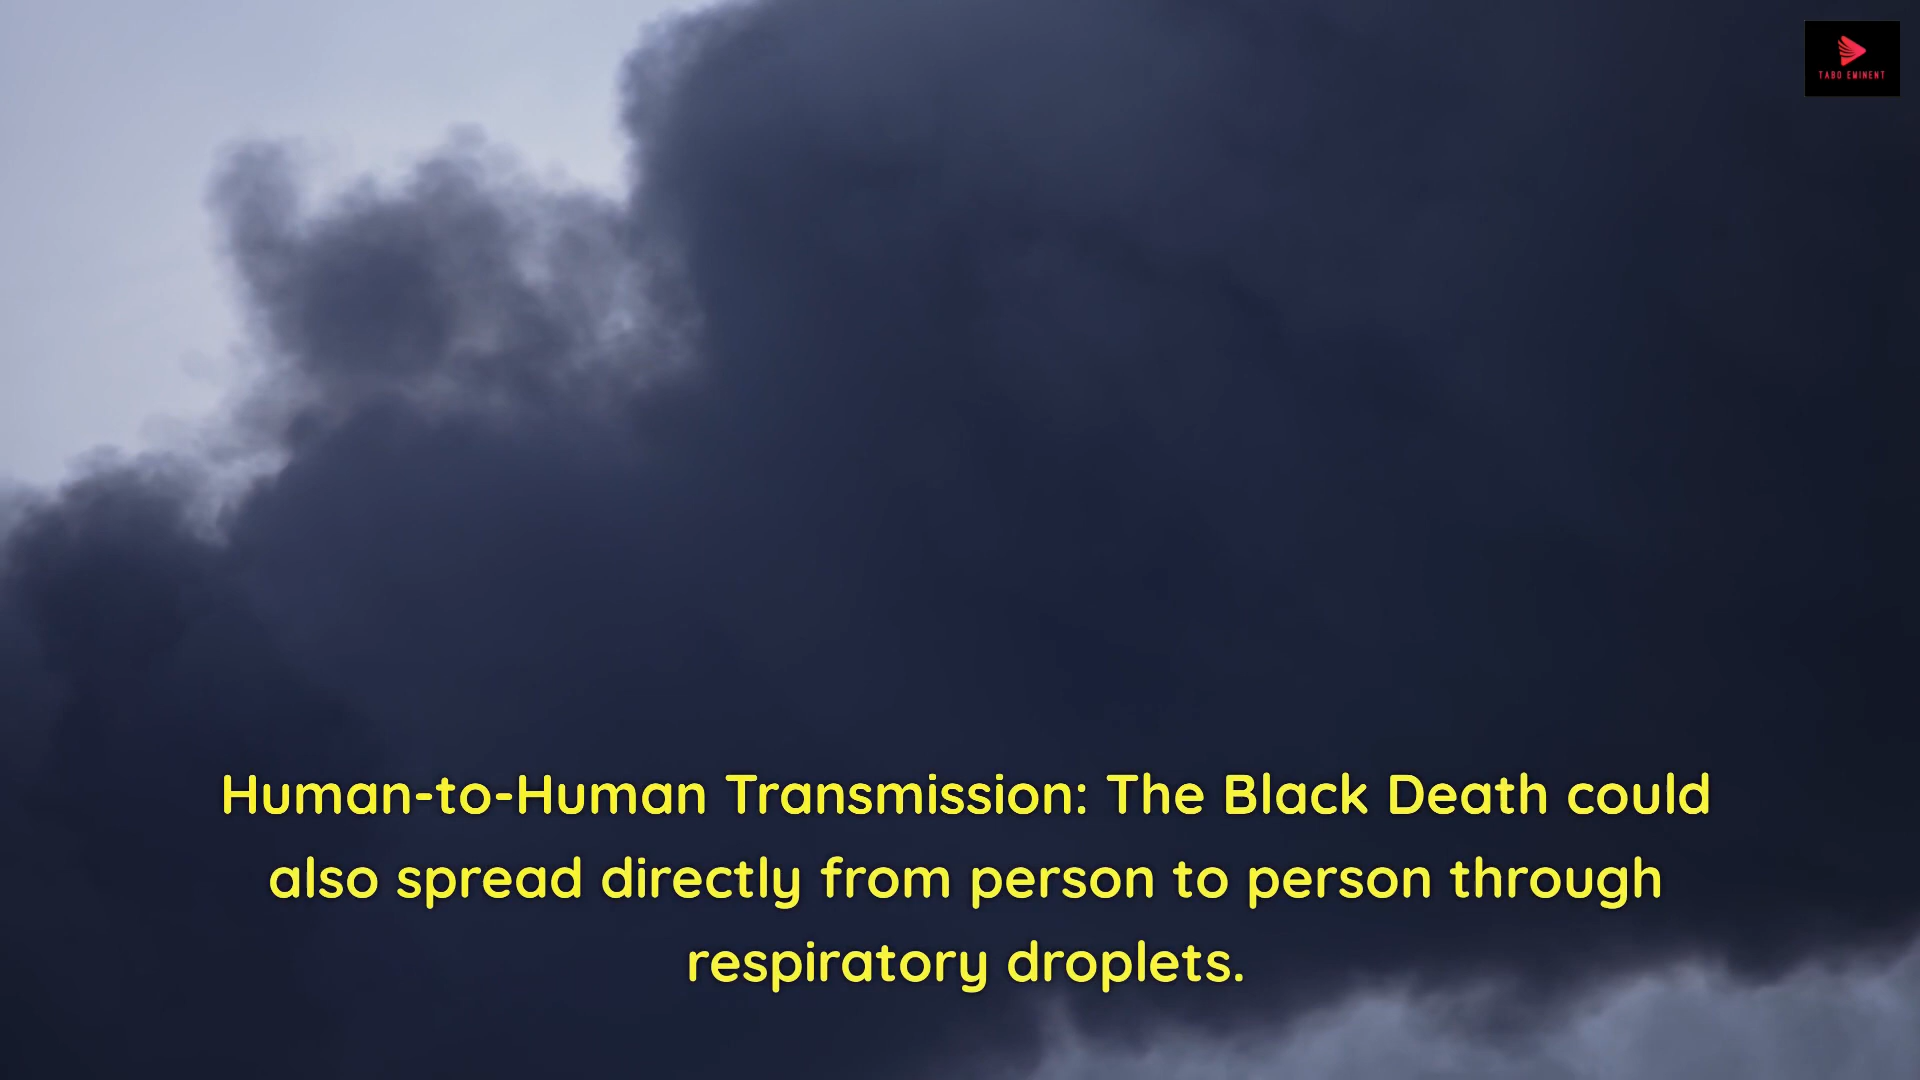 TABO EMINENT
Human-to-Human Transmission: The Black Death could
also spread directly from person to person through
respiratory droplets.